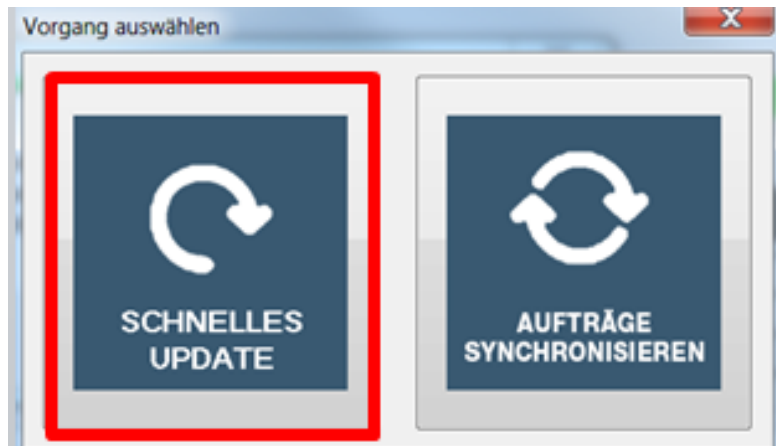 Vorgang auswählen
SCHNELLES
UPDATE
AUFTRÄGE
SYNCHRONISIEREN